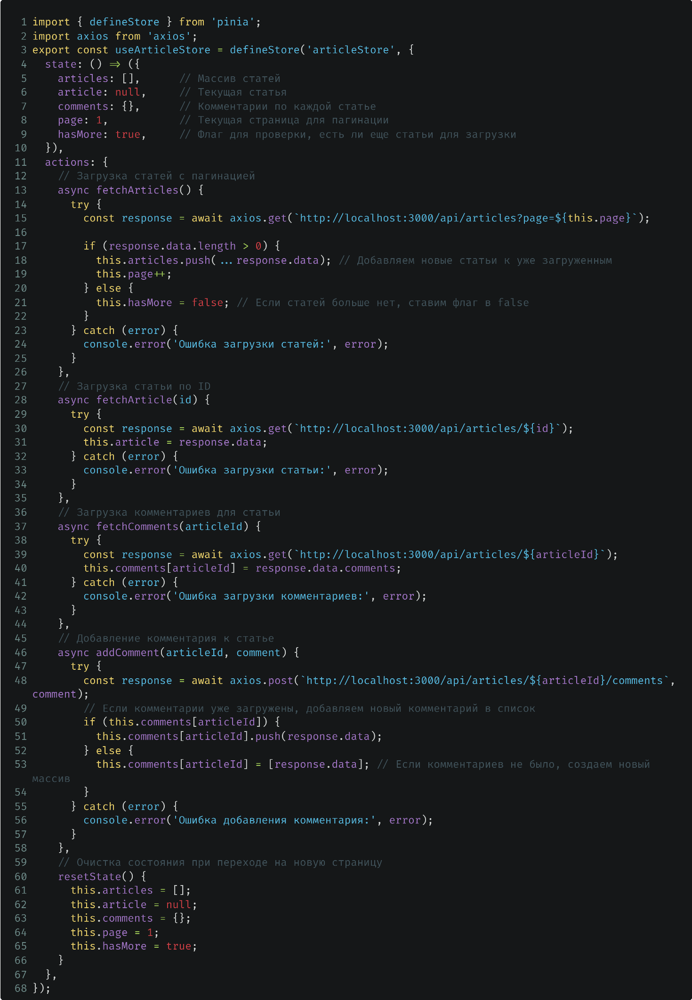 1 import { defineStore } from 'pinia';
2 import axios from 'axios';
3 export const useArticleStore = defineStore('articleStore', {
4   state: () => ({
5     articles: [],      // Массив статей
6     article: null,     // Текущая статья
7     comments: {},      // Комментарии по каждой статье
8     page: 1,           // Текущая страница для пагинации
9     hasMore: true,     // Флаг для проверки, есть ли еще статьи для загрузки
10   }),
11   actions: {
12     // Загрузка статей с пагинацией
13     async fetchArticles() {
14       try {
15         const response = await axios.get(`http://localhost:3000/api/articles?page=${this.page}`);
16
17         if (response.data.length > 0) {
18           this.articles.push(...response.data); // Добавляем новые статьи к уже загруженным
19           this.page++;
20         } else {
21           this.hasMore = false; // Если статей больше нет, ставим флаг в false
22         }
23       } catch (error) {
24         console.error('Ошибка загрузки статей:', error);
25       }
26     },
27     // Загрузка статьи по ID
28     async fetchArticle(id) {
29       try {
30         const response = await axios.get(`http://localhost:3000/api/articles/${id}`);
31         this.article = response.data;
32       } catch (error) {
33         console.error('Ошибка загрузки статьи:', error);
34       }
35     },
36     // Загрузка комментариев для статьи
37     async fetchComments(articleId) {
38       try {
39         const response = await axios.get(`http://localhost:3000/api/articles/${articleId}`);
40         this.comments[articleId] = response.data.comments;
41       } catch (error) {
42         console.error('Ошибка загрузки комментариев:', error);
43       }
44     },
45     // Добавление комментария к статье
46     async addComment(articleId, comment) {
47       try {
48         const response = await axios.post(`http://localhost:3000/api/articles/${articleId}/comments`,
comment);
49         // Если комментарии уже загружены, добавляем новый комментарий в список
50         if (this.comments[articleId]) {
51           this.comments[articleId].push(response.data);
52         } else {
53           this.comments[articleId] = [response.data]; // Если комментариев не было, создаем новый
массив
54         }
55       } catch (error) {
56         console.error('Ошибка добавления комментария:', error);
57       }
58     },
59     // Очистка состояния при переходе на новую страницу
60     resetState() {
61       this.articles = [];
62       this.article = null;
63       this.comments = {};
64       this.page = 1;
65       this.hasMore = true;
66     }
67   },
68 });